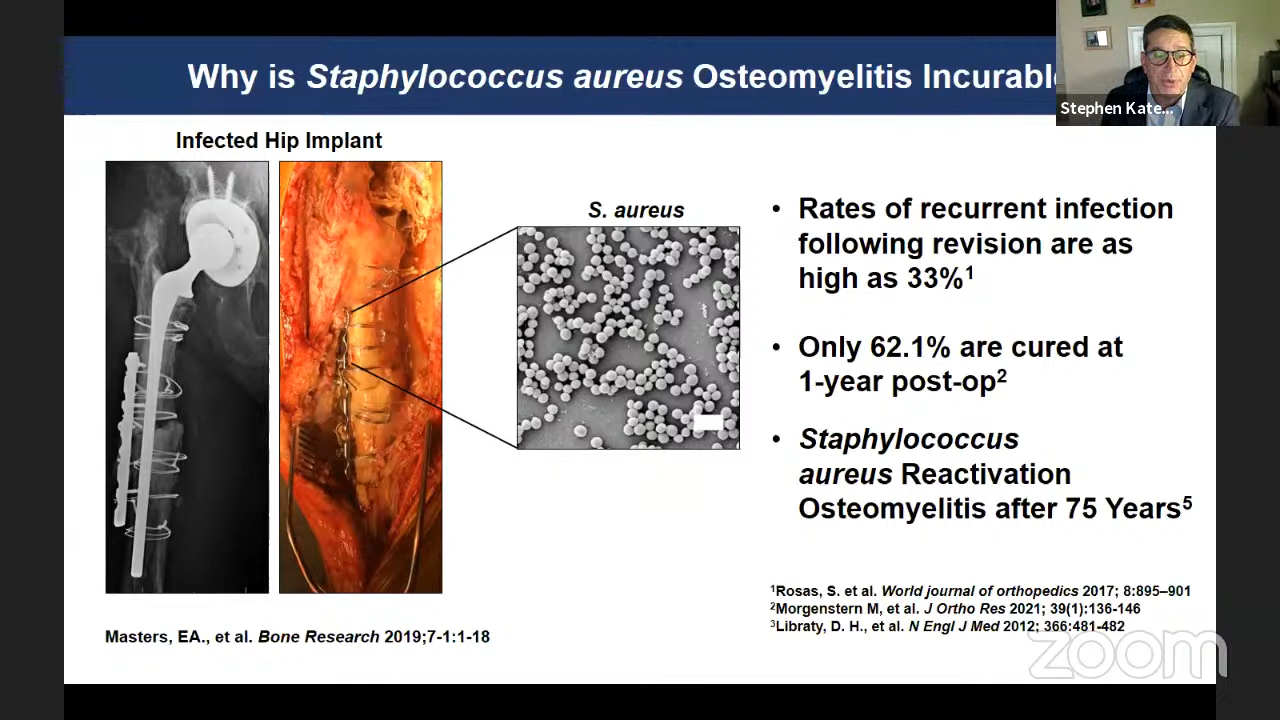 Why is Staphylococcus aureus Osteomyelitis Incurabl
Stephen Kate...
Infected Hip Implant
S. aureus
• Rates of recurrent infection
following revision are as
high as 33%¹
• Only 62.1% are cured at
1-year post-op²
• Staphylococcus
aureus Reactivation
Osteomyelitis after 75 Years⁵
¹Rosas, S. et al. World journal of orthopedics 2017; 8:895–901
²Morgenstern M, et al. J Ortho Res 2021; 39(1):136-146
³Libraty, D. H., et al. N Engl J Med 2012; 366:481-482
Masters, EA., et al. Bone Research 2019;7-1:1-18
zoom